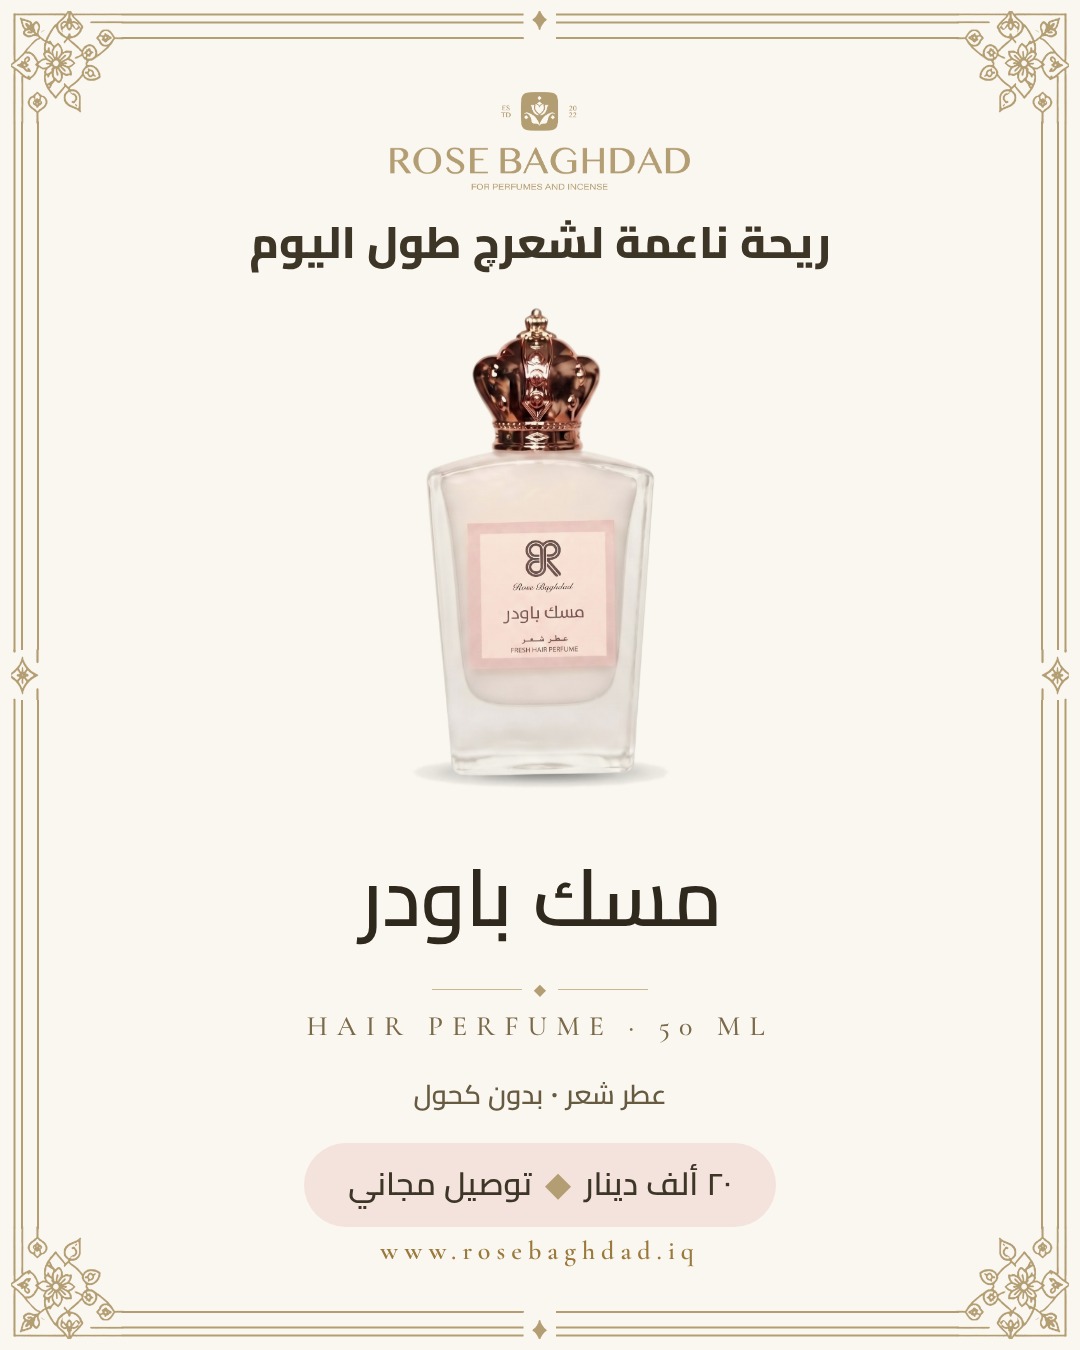 ES
TD
20
22
ROSE BAGHDAD
FOR PERFUMES AND INCENSE
ريحة ناعمة لشعرچ طول اليوم
BR
Rose Baghdad
مسك باودر
عطر شعر
FRESH HAIR PERFUME
مسك باودر
HAIR PERFUME · 50 ML
عطر شعر • بدون كحول
٢٠ ألف دينار ◆ توصيل مجاني
www.rosebaghdad.iq